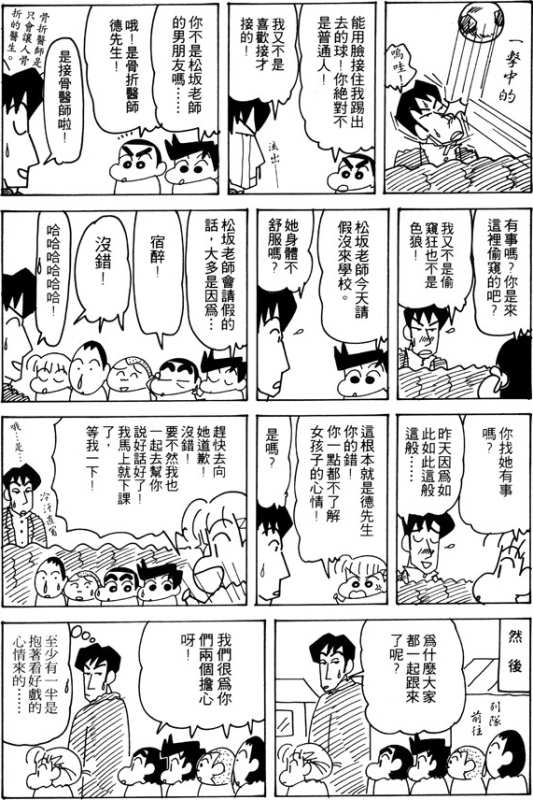 一擊中的
嗚哇！
能用臉接住我踢出
去的球！你絕對不
是普通人！
我又不是
喜歡接才
接的！
流出—
你不是松坂老師
的男朋友嗎……
哦！是骨折醫師
德先生！
是接骨醫師啦！
骨折醫師是
只會讓人骨
折的醫生。
有事嗎？你是來
這裡偷窺的吧？
我又不是偷
窺狂也不是
色狼！
松坂老師今天請
假沒來學校。
她身體不
舒服嗎？
松坂老師會請假的
話，大多是因爲…
宿醉！
沒錯！
哈哈哈哈哈哈！
你找她有事
嗎？
昨天因爲如
此如此這般
這般……
這根本就是德先生
你的錯！
你一點都不了解
女孩子的心情！
是嗎？
趕快去向
她道歉！
沒錯！
要不然我也
一起去幫你
說好話好了！
我馬上就下課
了，
等我一下！
哦…是…
冷汗直冒
然後
爲什麼大家
都一起跟來
了呢？
列隊
前往
我們很爲你
們兩個擔心
呀！
至少有一半是
抱著看好戲的
心情來的……